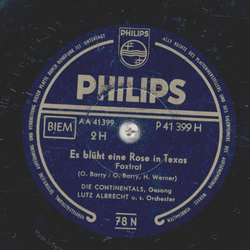 PHILIPS
PHILIPS
BIEM
AA 41399
2H
P 41 399 H
Es blüht eine Rose in Texas
Foxtrot
(O. Barry / O. Barry, H. Werner)
DIE CONTINENTALS, Gesang
LUTZ ALBRECHT u. s. Orchester
78 N